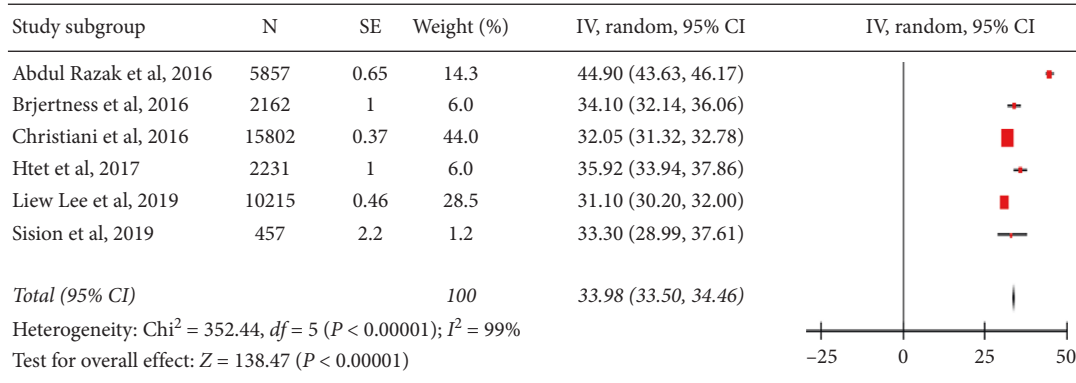 Study subgroup N SE Weight (%) IV, random, 95% CI IV, random, 95% CI
Abdul Razak et al, 2016 5857 0.65 14.3 44.90 (43.63, 46.17)
Brjertness et al, 2016 2162 1 6.0 34.10 (32.14, 36.06)
Christiani et al, 2016 15802 0.37 44.0 32.05 (31.32, 32.78)
Htet et al, 2017 2231 1 6.0 35.92 (33.94, 37.86)
Liew Lee et al, 2019 10215 0.46 28.5 31.10 (30.20, 32.00)
Sision et al, 2019 457 2.2 1.2 33.30 (28.99, 37.61)
Total (95% CI) 100 33.98 (33.50, 34.46)
Heterogeneity: Chi² = 352.44, df = 5 (P < 0.00001); I² = 99%
Test for overall effect: Z = 138.47 (P < 0.00001)
−25 0 25 50